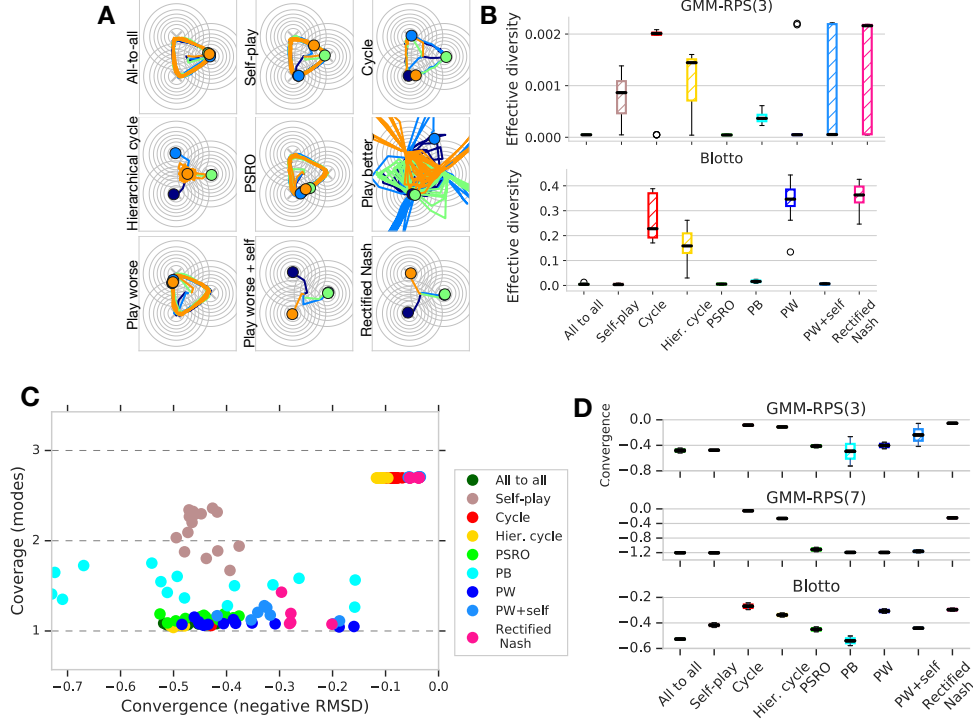 A
All-to-all
Self-play
Cycle
Hierarchical cycle
PSRO
Play better
Play worse
Play worse + self
Rectified Nash
B
GMM-RPS(3)
Effective diversity
0.002
0.001
0.000
Blotto
Effective diversity
0.4
0.3
0.2
0.1
0.0
All to all
Self-play
Cycle
Hier. cycle
PSRO
PB
PW
PW+self
Rectified
Nash
C
Coverage (modes)
3
2
1
−0.7 −0.6 −0.5 −0.4 −0.3 −0.2 −0.1 0.0
Convergence (negative RMSD)
All to all
Self-play
Cycle
Hier. cycle
PSRO
PB
PW
PW+self
Rectified
Nash
D
GMM-RPS(3)
Convergence
0.0
−0.4
−0.8
GMM-RPS(7)
0.0
−0.4
−0.8
−1.2
Blotto
−0.2
−0.4
−0.6
All to all
Self-play
Cycle
Hier. cycle
PSRO
PB
PW
PW+self
Rectified
Nash